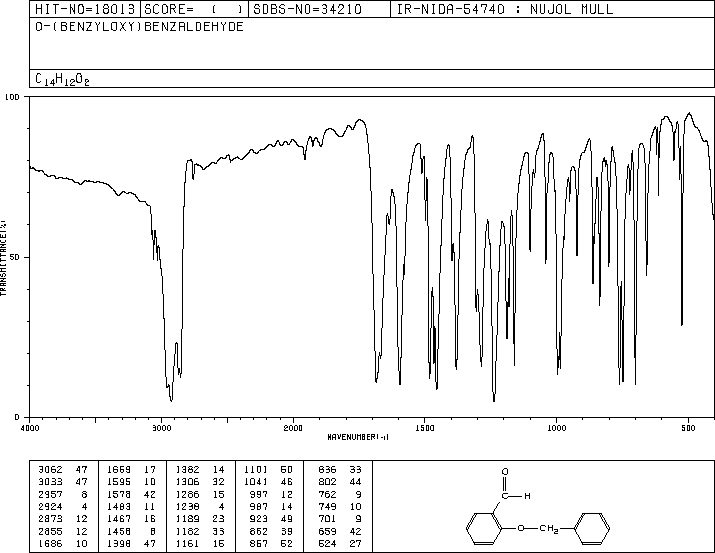 HIT-NO=18013 SCORE= ( ) SDBS-NO=34210 IR-NIDA-54740 : NUJOL MULL
O-(BENZYLOXY)BENZALDEHYDE
C14H12O2
100
50
0
TRANSMITTANCE(%)
4000 3000 2000 1500 1000 500
WAVENUMBER(-1)
3062 47 1669 17 1382 14 1101 50 836 33
3033 47 1595 10 1306 32 1041 46 802 44
2957 8 1578 42 1286 15 997 12 762 9
2924 4 1483 11 1238 4 987 14 749 10
2873 12 1467 16 1189 23 923 49 701 9
2855 12 1458 8 1182 33 862 39 659 42
1686 10 1398 47 1161 15 857 52 524 27
O
C H
O CH2